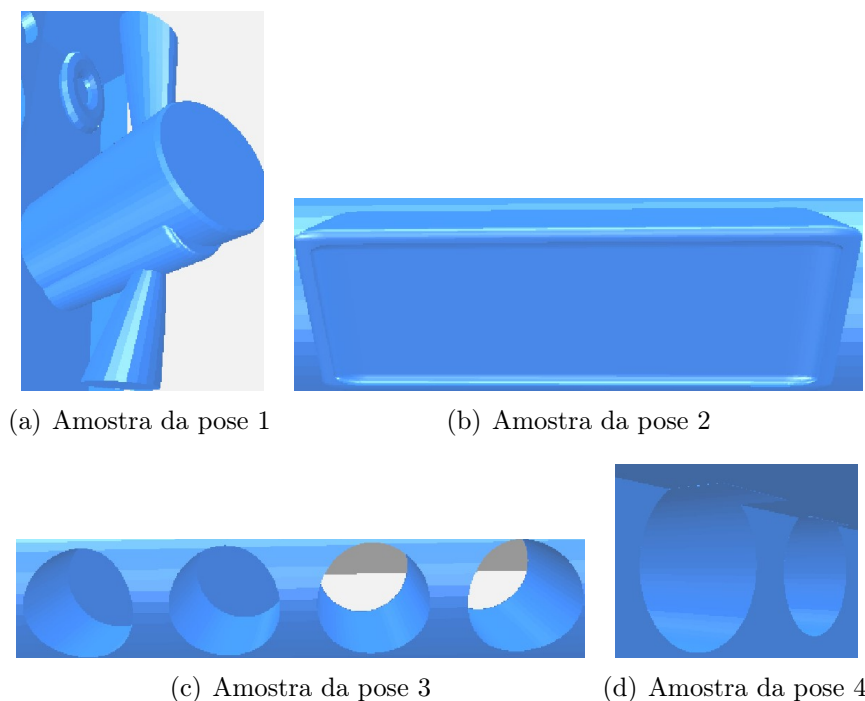 (a) Amostra da pose 1
(b) Amostra da pose 2
(c) Amostra da pose 3
(d) Amostra da pose 4